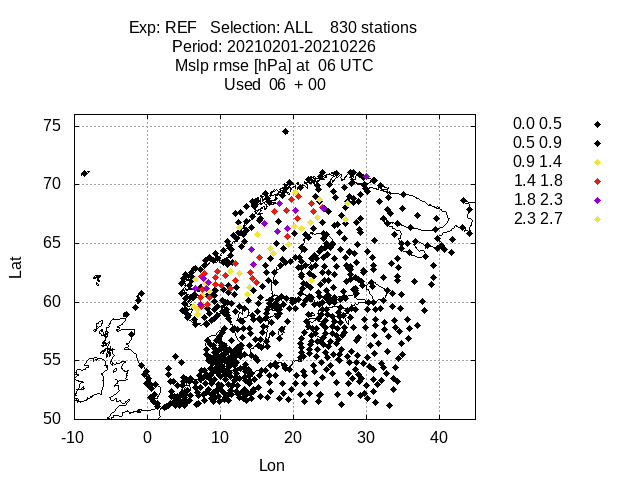 Exp: REF   Selection: ALL    830 stations
Period: 20210201-20210226
Mslp rmse [hPa] at  06 UTC
Used  06  + 00
0.0 0.5
0.5 0.9
0.9 1.4
1.4 1.8
1.8 2.3
2.3 2.7
75
70
65
60
55
50
Lat
-10 0 10 20 30 40
Lon